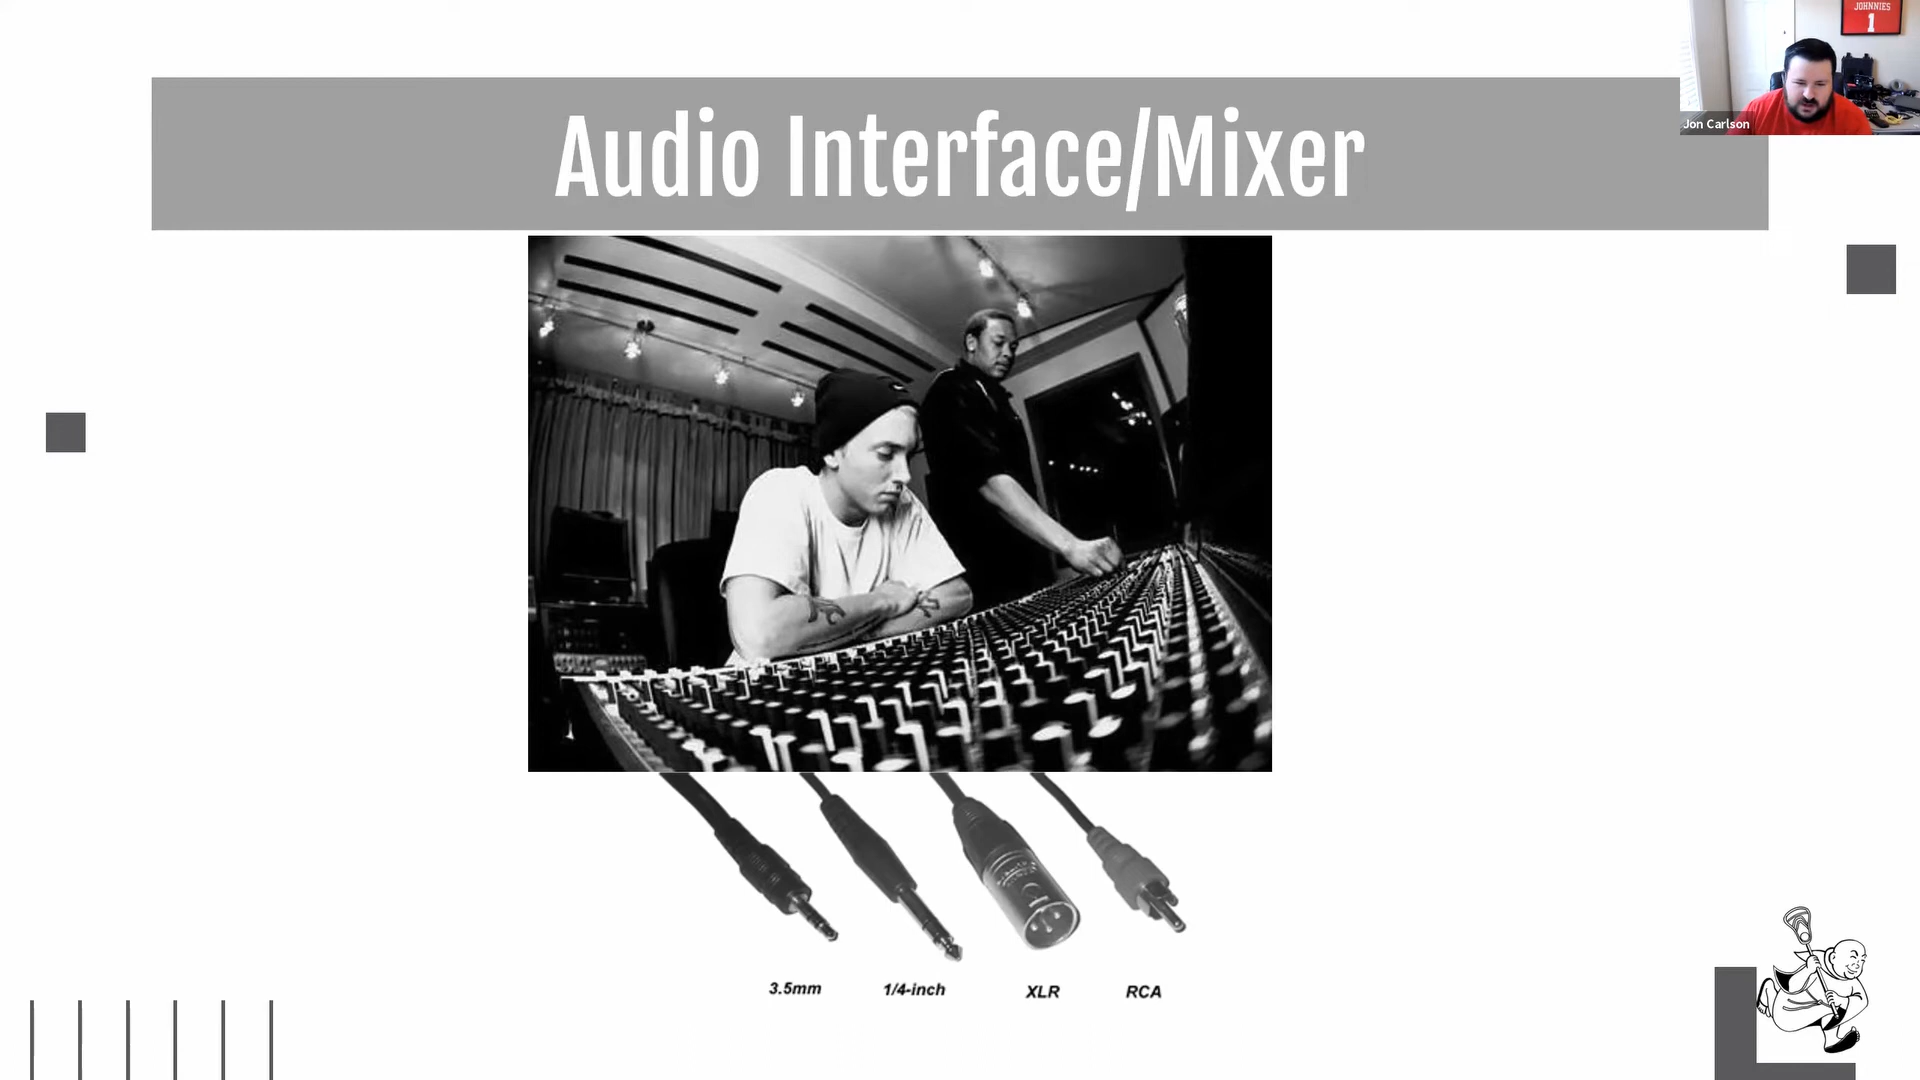 JOHNNIES
1
Jon Carlson
Audio Interface/Mixer
3.5mm
1/4-inch
XLR
RCA